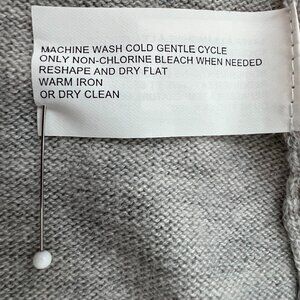 MACHINE WASH COLD GENTLE CYCLE
ONLY NON-CHLORINE BLEACH WHEN NEEDED
RESHAPE AND DRY FLAT
WARM IRON
OR DRY CLEAN